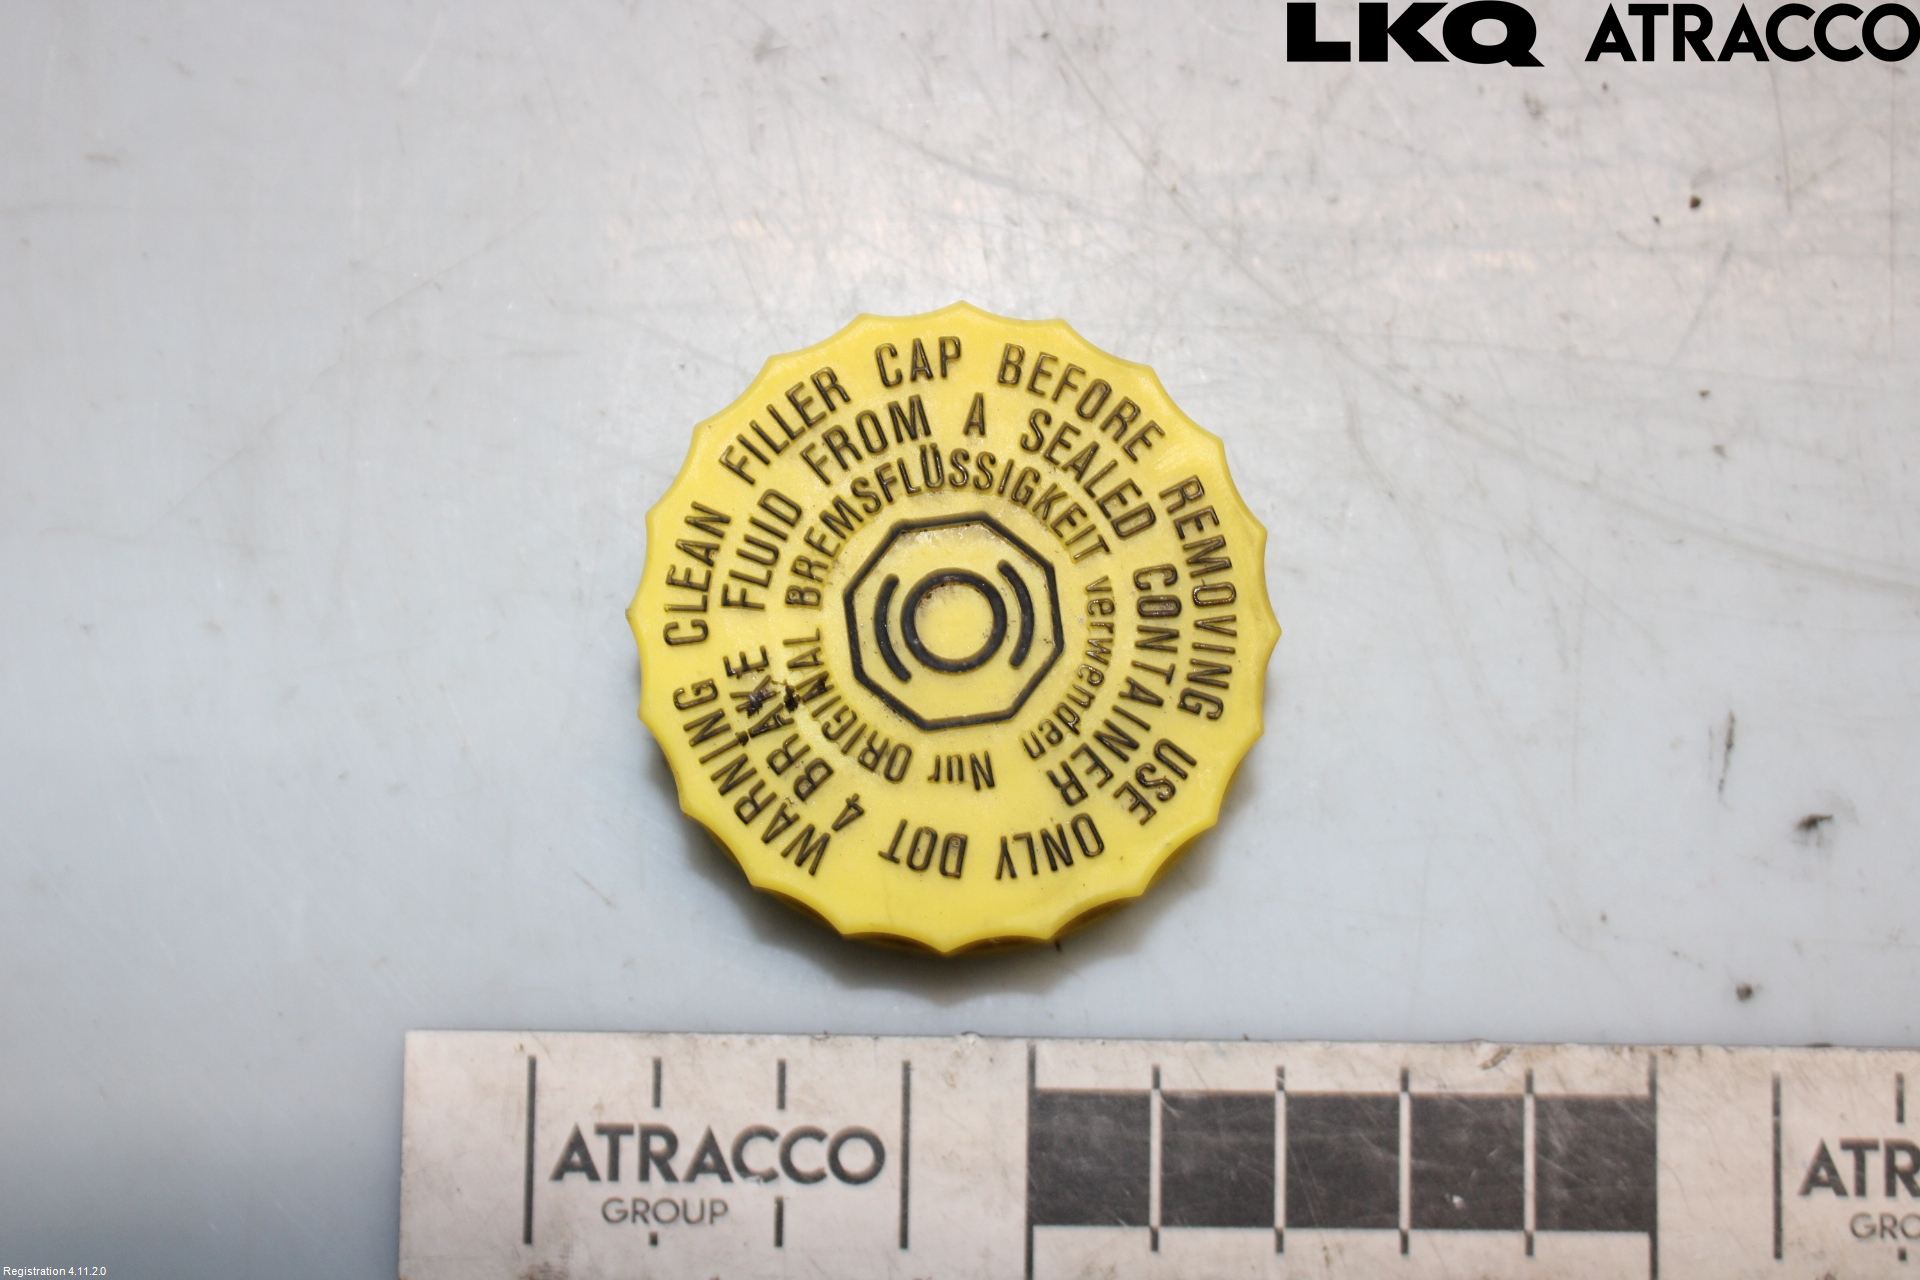 LKQ ATRACCO
WARNING CLEAN FILLER CAP BEFORE REMOVING USE
ONLY DOT 4 BRAKE FLUID FROM A SEALED CONTAINER
Nur ORIGINAL BREMSFLÜSSIGKEIT verwenden
ATRACCO
GROUP
ATR
GRO
Registration 4.11.2.0